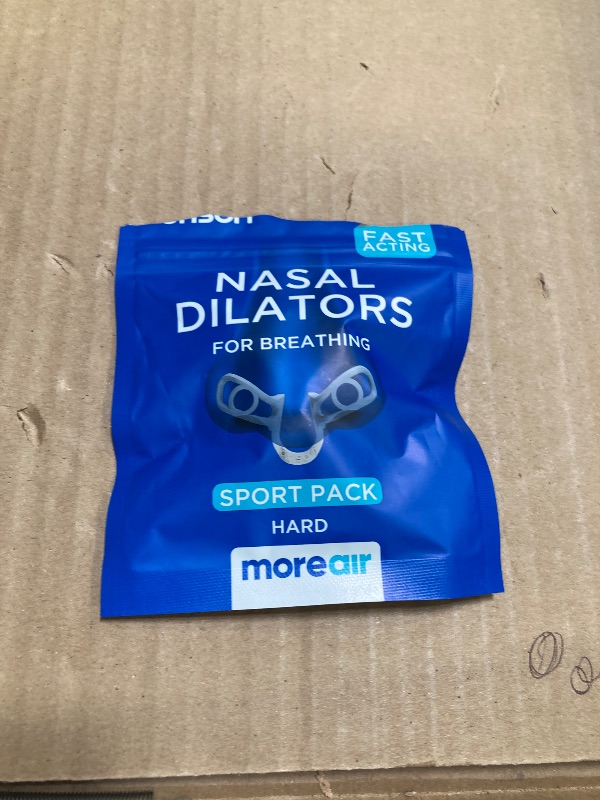 FAST
ACTING
NASAL
DILATORS
FOR BREATHING
SPORT PACK
HARD
moreair